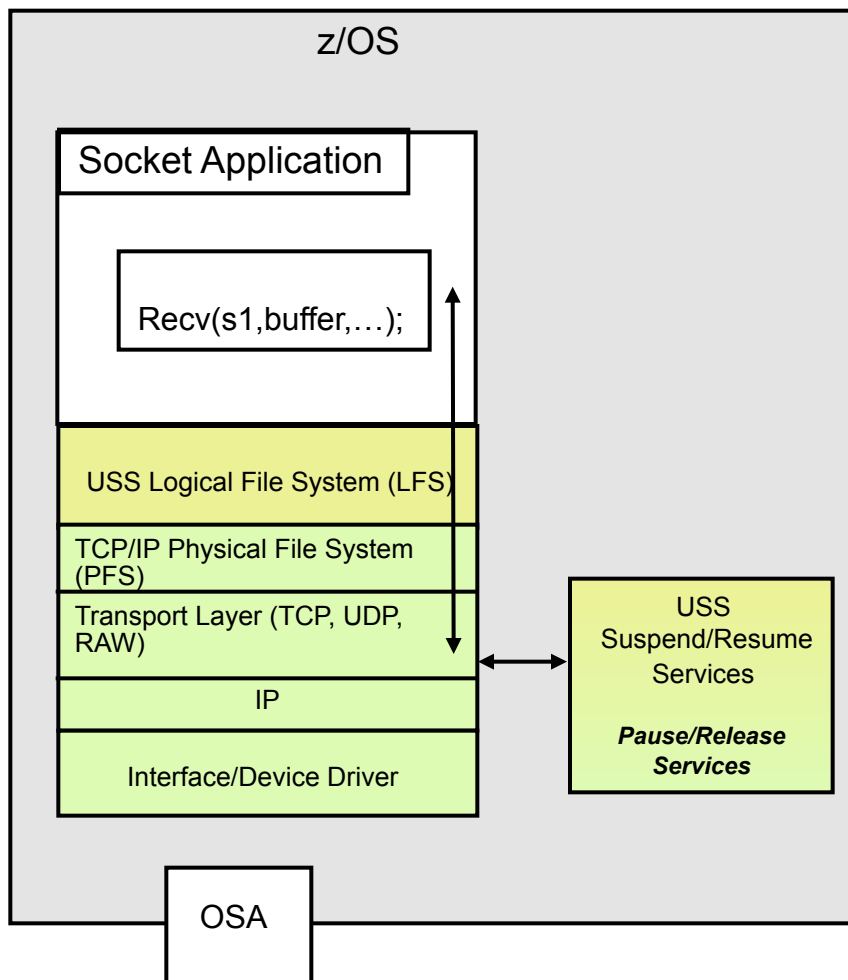 z/OS
Socket Application
Recv(s1,buffer,…);
USS Logical File System (LFS)
TCP/IP Physical File System
(PFS)
Transport Layer (TCP, UDP,
RAW)
IP
Interface/Device Driver
USS
Suspend/Resume
Services
Pause/Release
Services
OSA